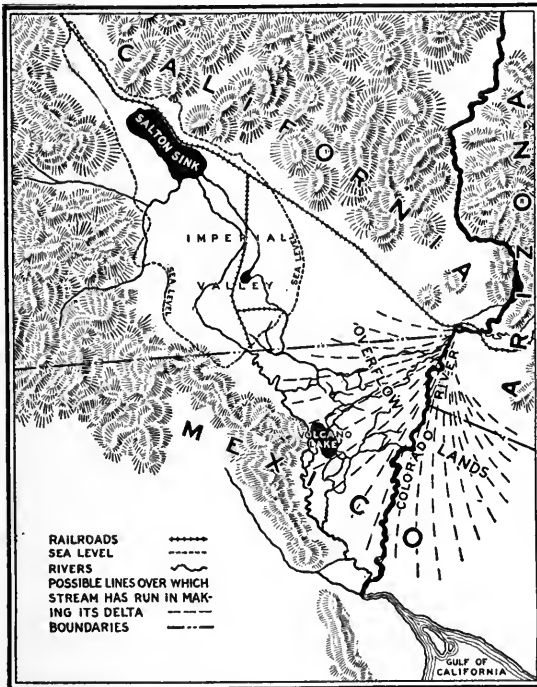 CALIFORNIA
ARIZONA
SALTON SINK
IMPERIAL
VALLEY
SEA LEVEL
SEA LEVEL
OVERFLOW
LANDS
COLORADO RIVER
VOLCANO
LAKE
MEXICO
RAILROADS
SEA LEVEL
RIVERS
POSSIBLE LINES OVER WHICH
STREAM HAS RUN IN MAK-
ING ITS DELTA
BOUNDARIES
GULF OF
CALIFORNIA